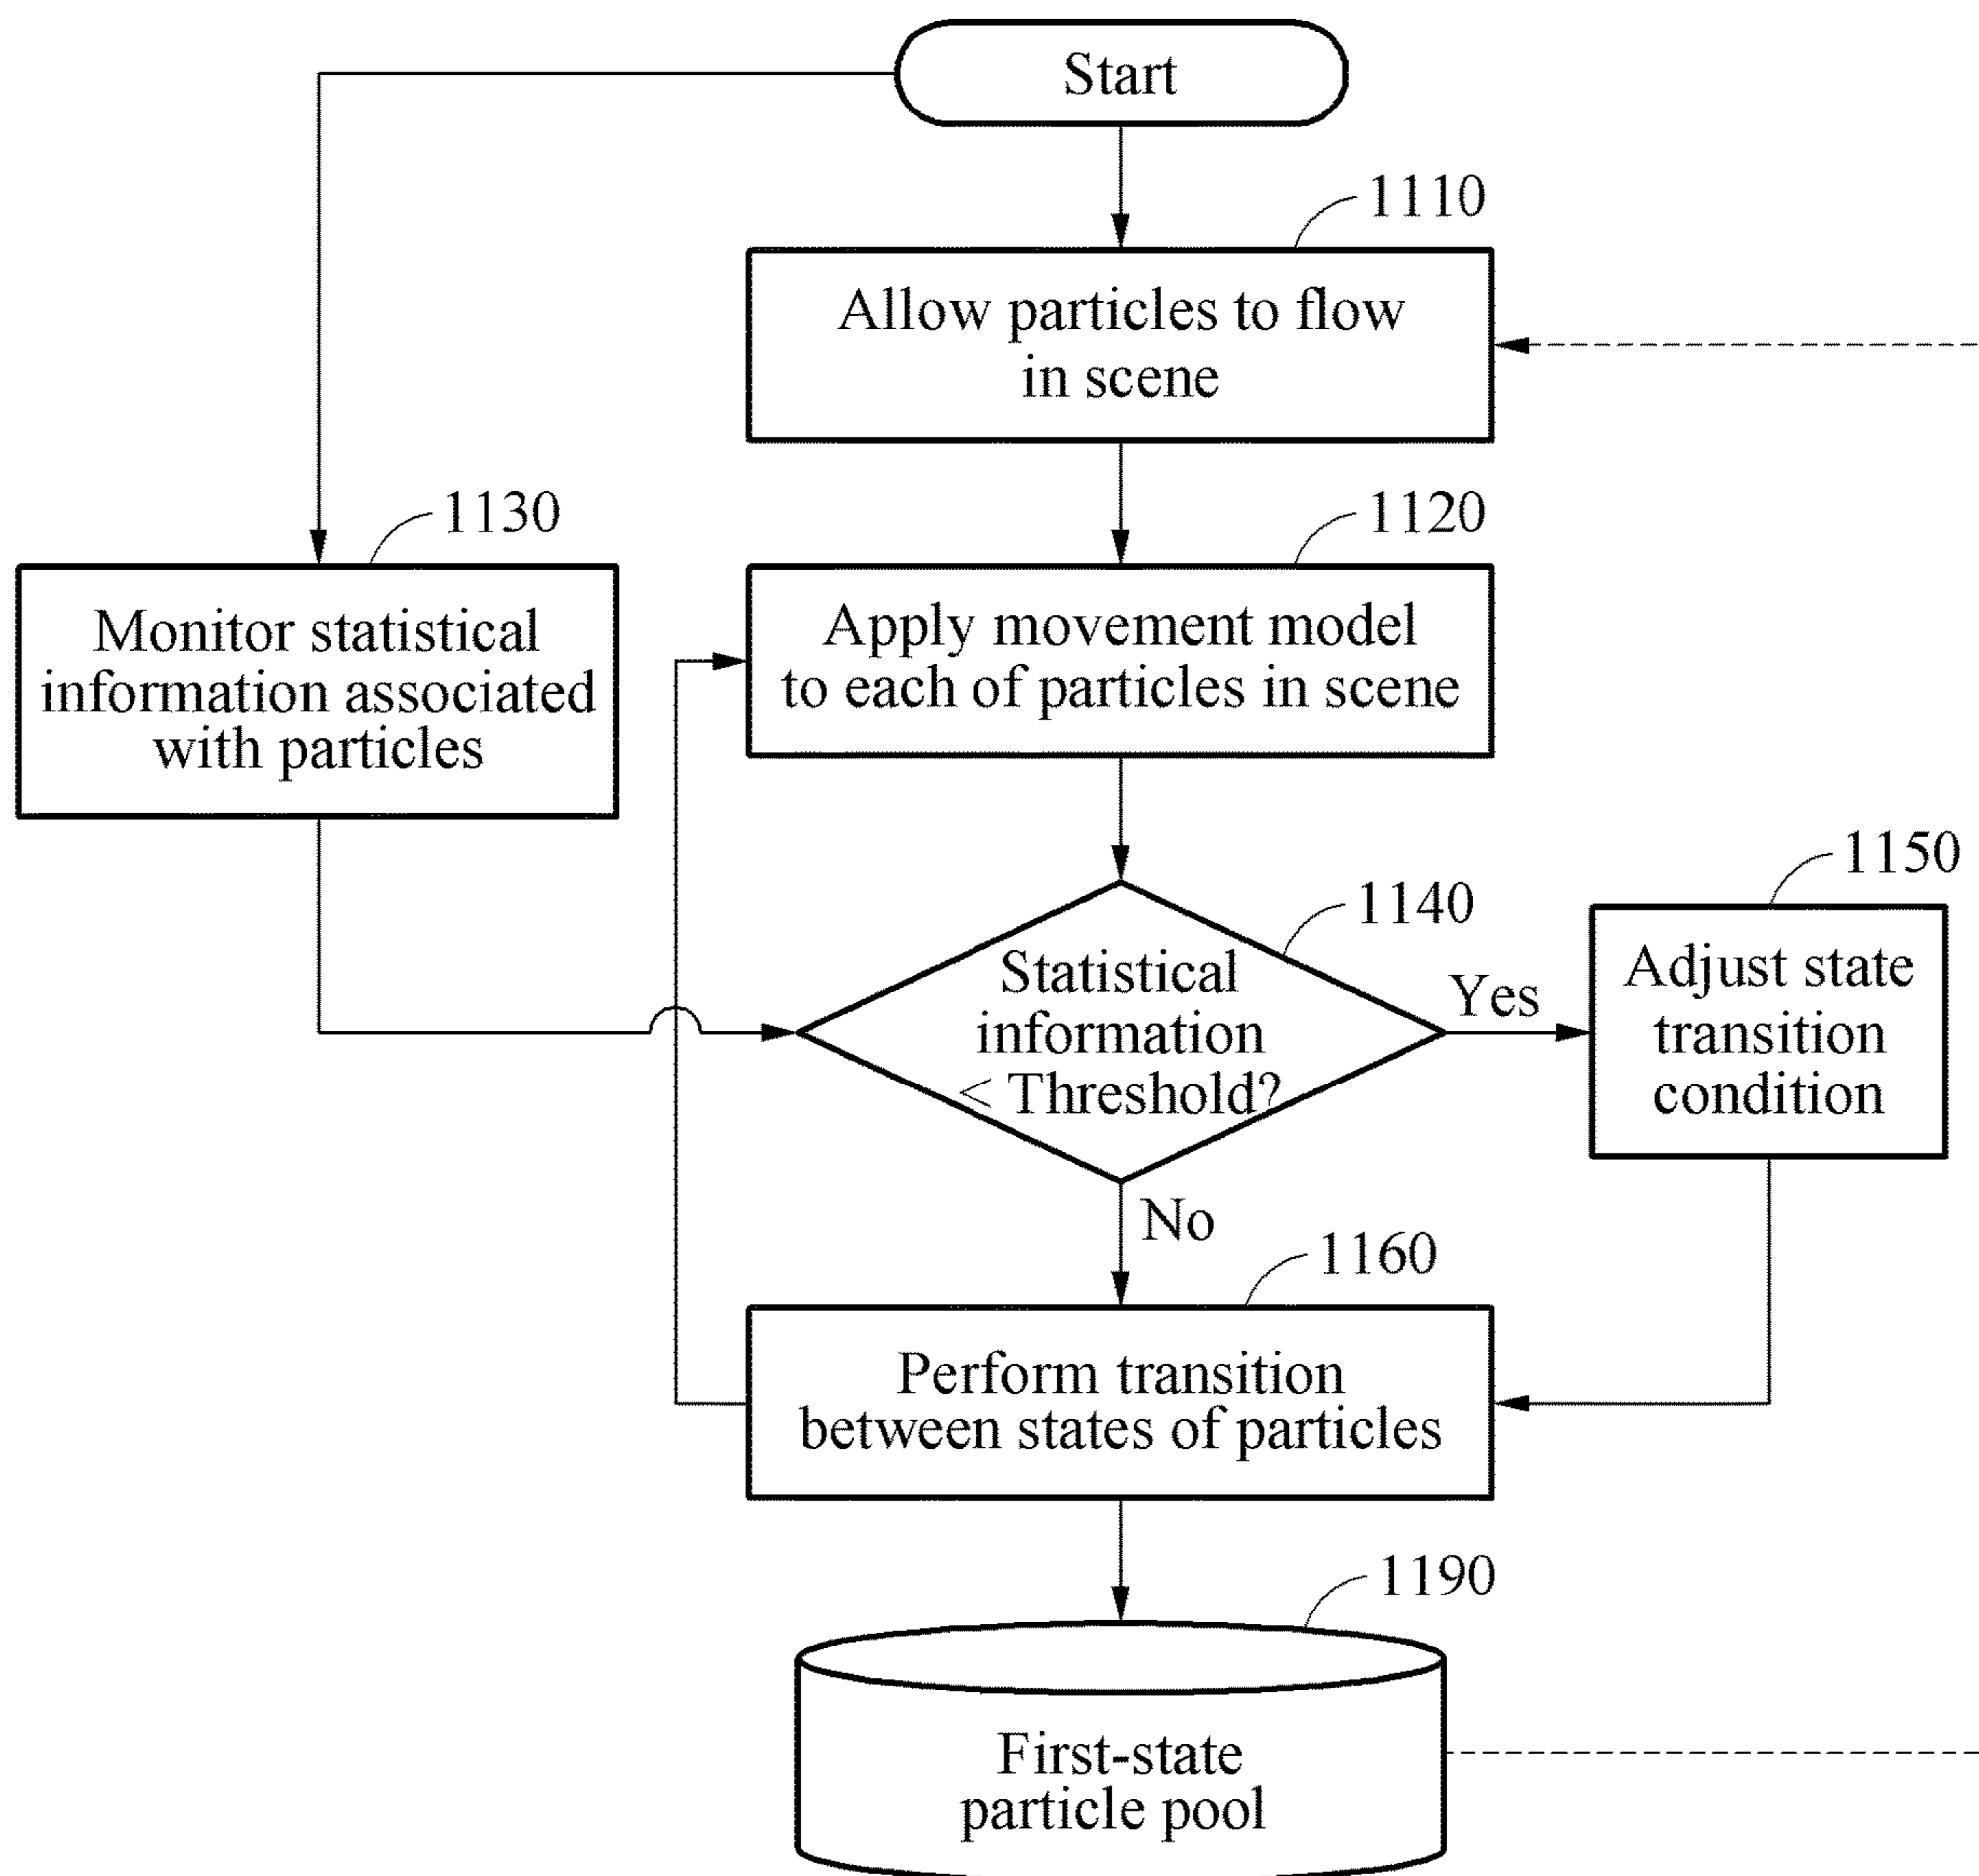 Start
1110
Allow particles to flow
in scene
1130
Monitor statistical
information associated
with particles
1120
Apply movement model
to each of particles in scene
1140
Statistical
information
< Threshold?
Yes
No
1150
Adjust state
transition
condition
1160
Perform transition
between states of particles
1190
First-state
particle pool